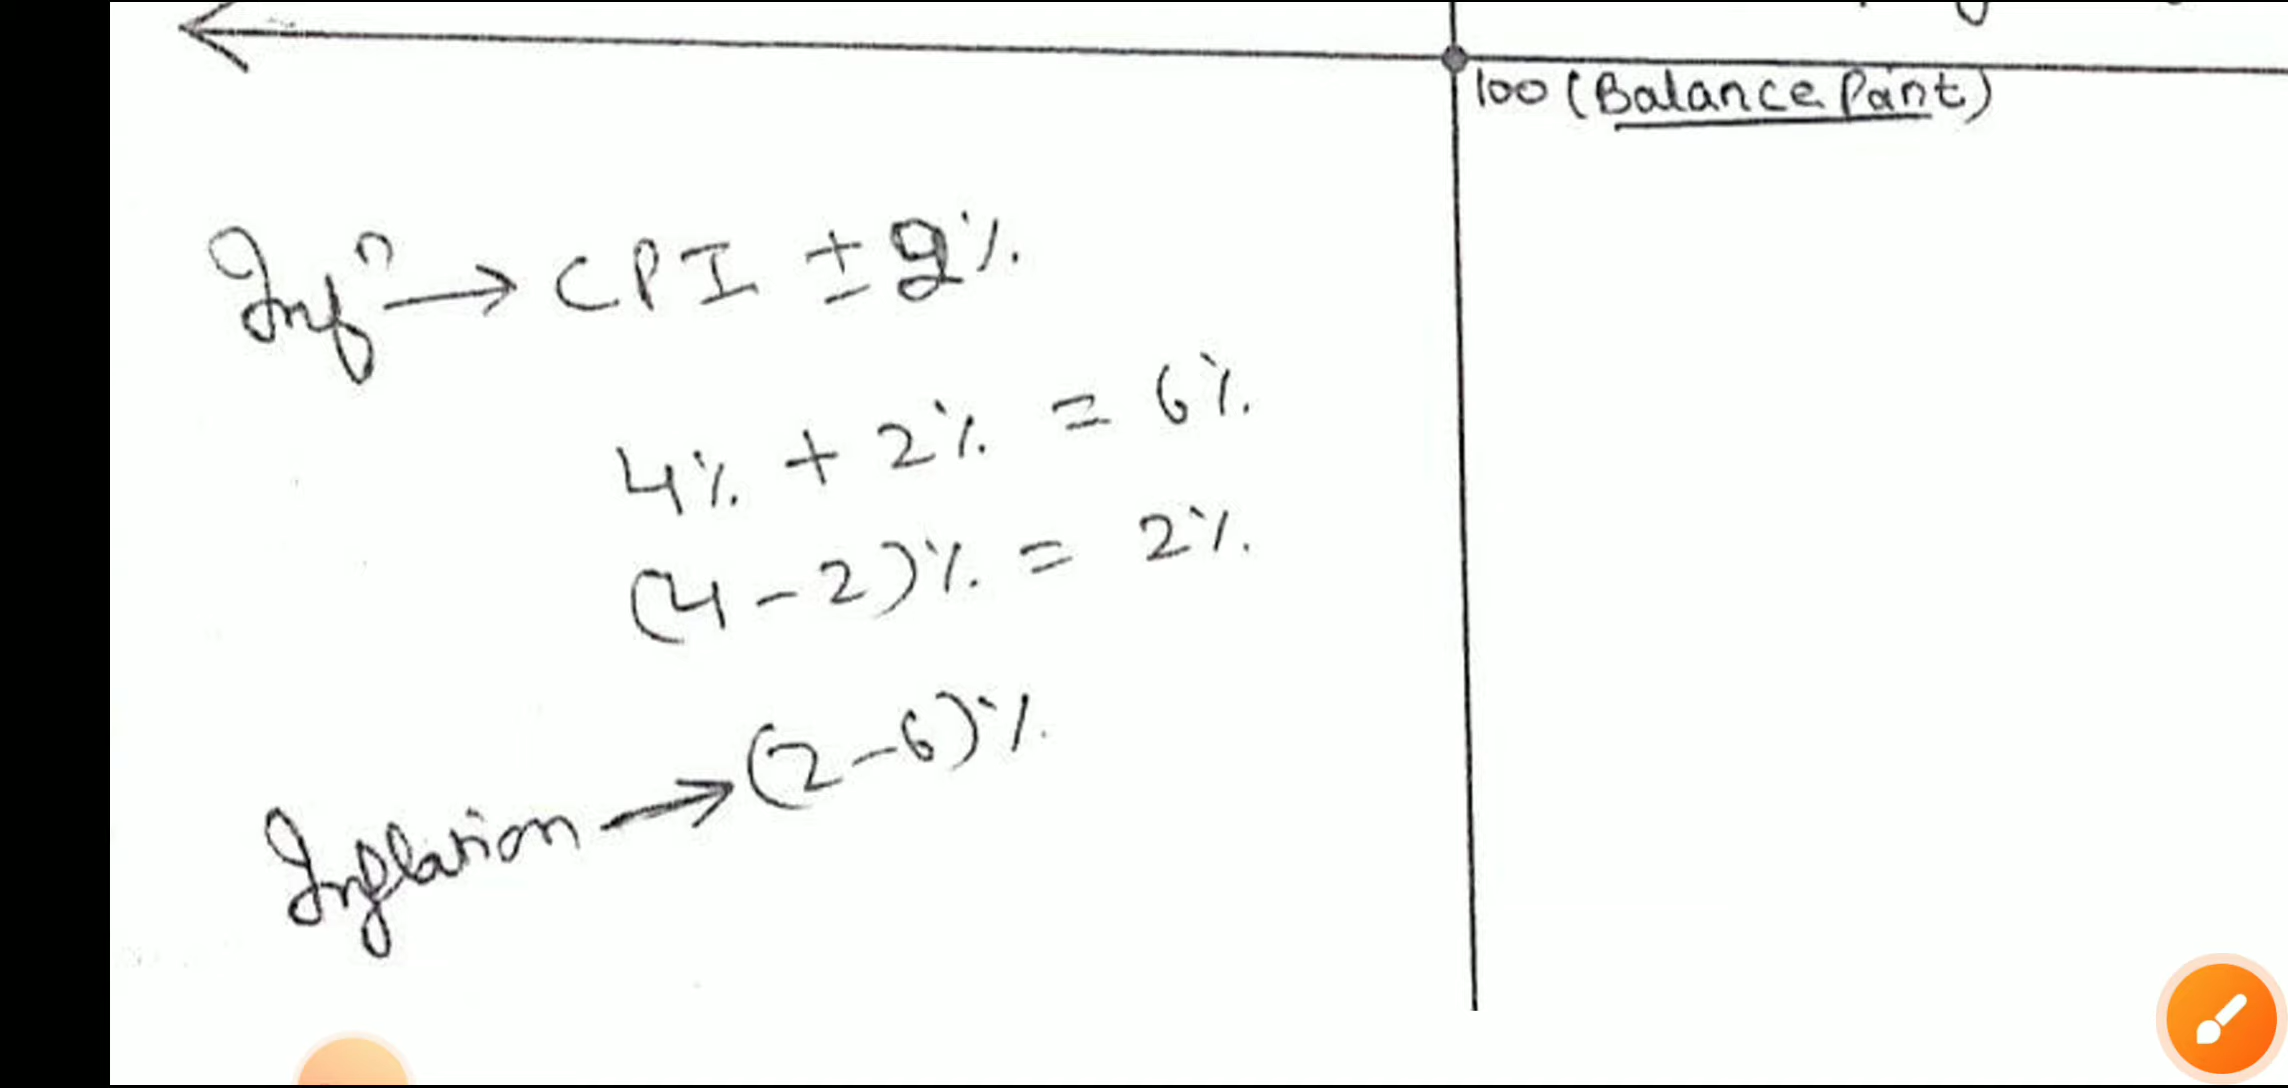 100 (Balance Point)
Infⁿ → CPI ± 2%
4% + 2% = 6%
(4-2)% = 2%
Inflation → (2-6)%